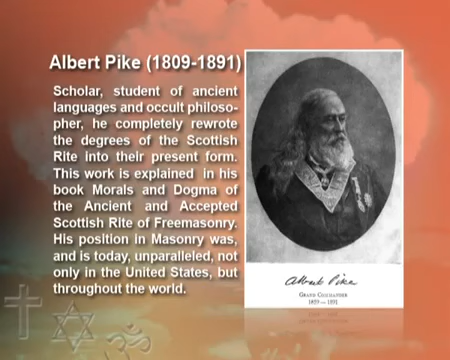 Albert Pike (1809-1891)
Scholar, student of ancient
languages and occult philoso-
pher, he completely rewrote
the degrees of the Scottish
Rite into their present form.
This work is explained in his
book Morals and Dogma of
the Ancient and Accepted
Scottish Rite of Freemasonry.
His position in Masonry was,
and is today, unparalleled, not
only in the United States, but
throughout the world.
Albert Pike
GRAND COMMANDER
1859 — 1891